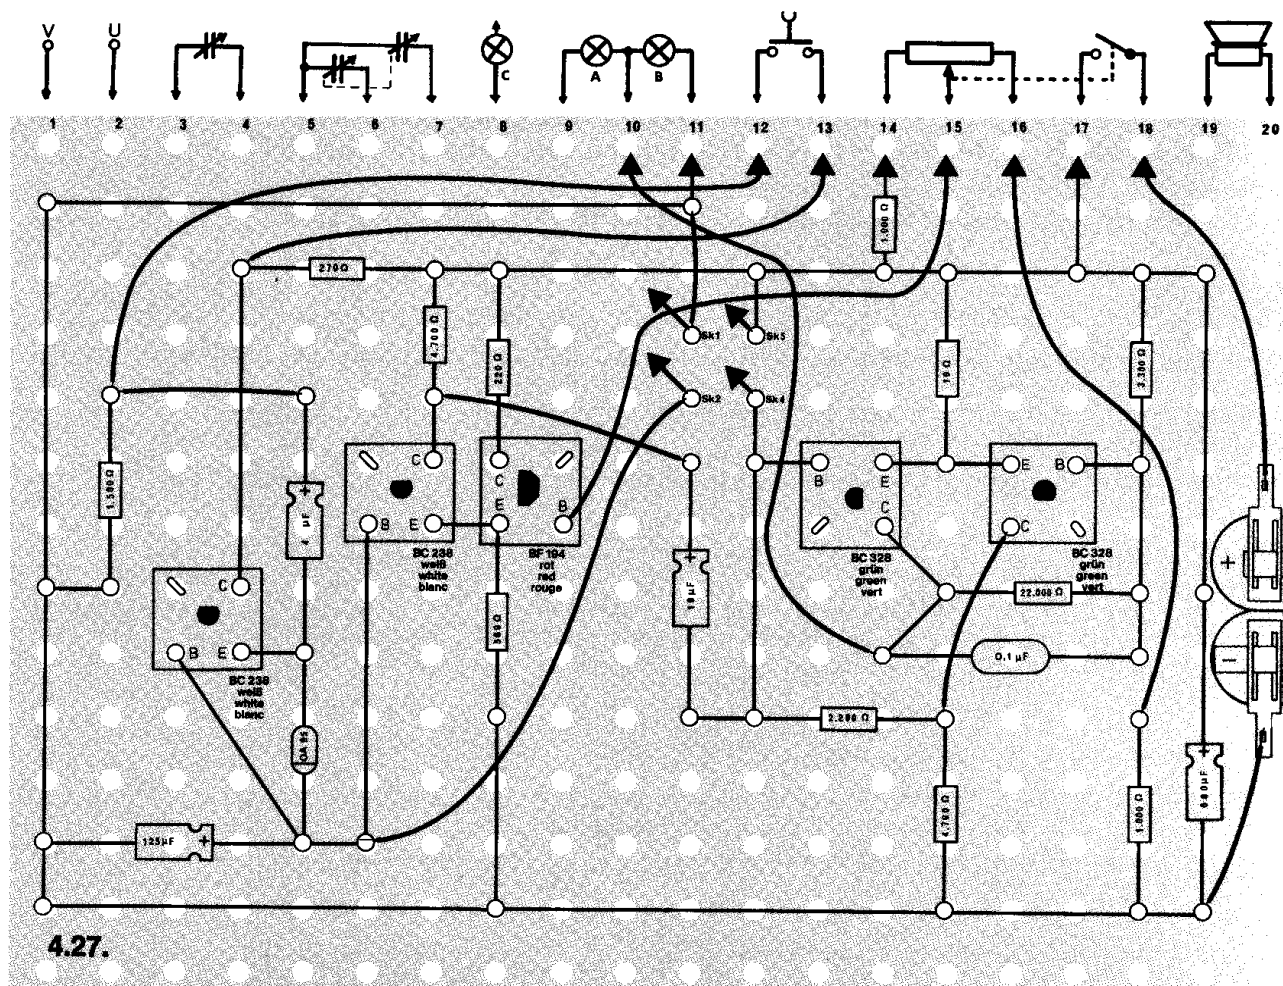 V U
C A B
1 2 3 4 5 6 7 8 9 10 11 12 13 14 15 16 17 18 19 20
1.000 Ω
270 Ω
4.700 Ω
220 Ω
Sk1 Sk3
10 Ω
3.300 Ω
Sk2 Sk4
1.500 Ω
+
µF
C
B E
BC 238
weiß
white
blanc
C
E
B
BF 194
rot
red
rouge
B E
C
BC 328
grün
green
vert
E B
C
BC 328
grün
green
vert
+
+
10 µF
22.000 Ω
C
B E
BC 238
weiß
white
blanc
0.1 µF
−
2.200 Ω
OA 95
+
680µF
4.700 Ω
1.000 Ω
125µF +
4.27.